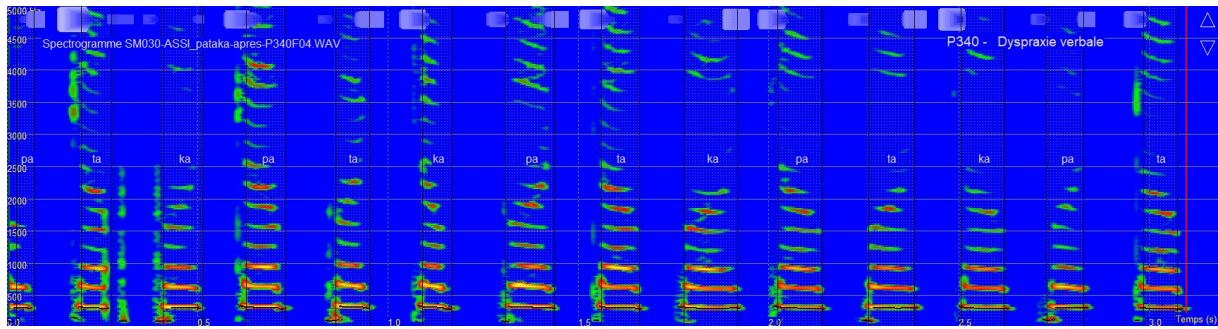 5000 Hz
4500
Spectrogramme SM030-ASSI_pataka-apres-P340F04.WAV
P340 - Dyspraxie verbale
4000
3500
3000
2500
pa ta ka pa ta ka pa ta ka pa ta ka pa ta
2000
1500
1000
500
0.0 0.5 1.0 1.5 2.0 2.5 3.0 Temps (s)